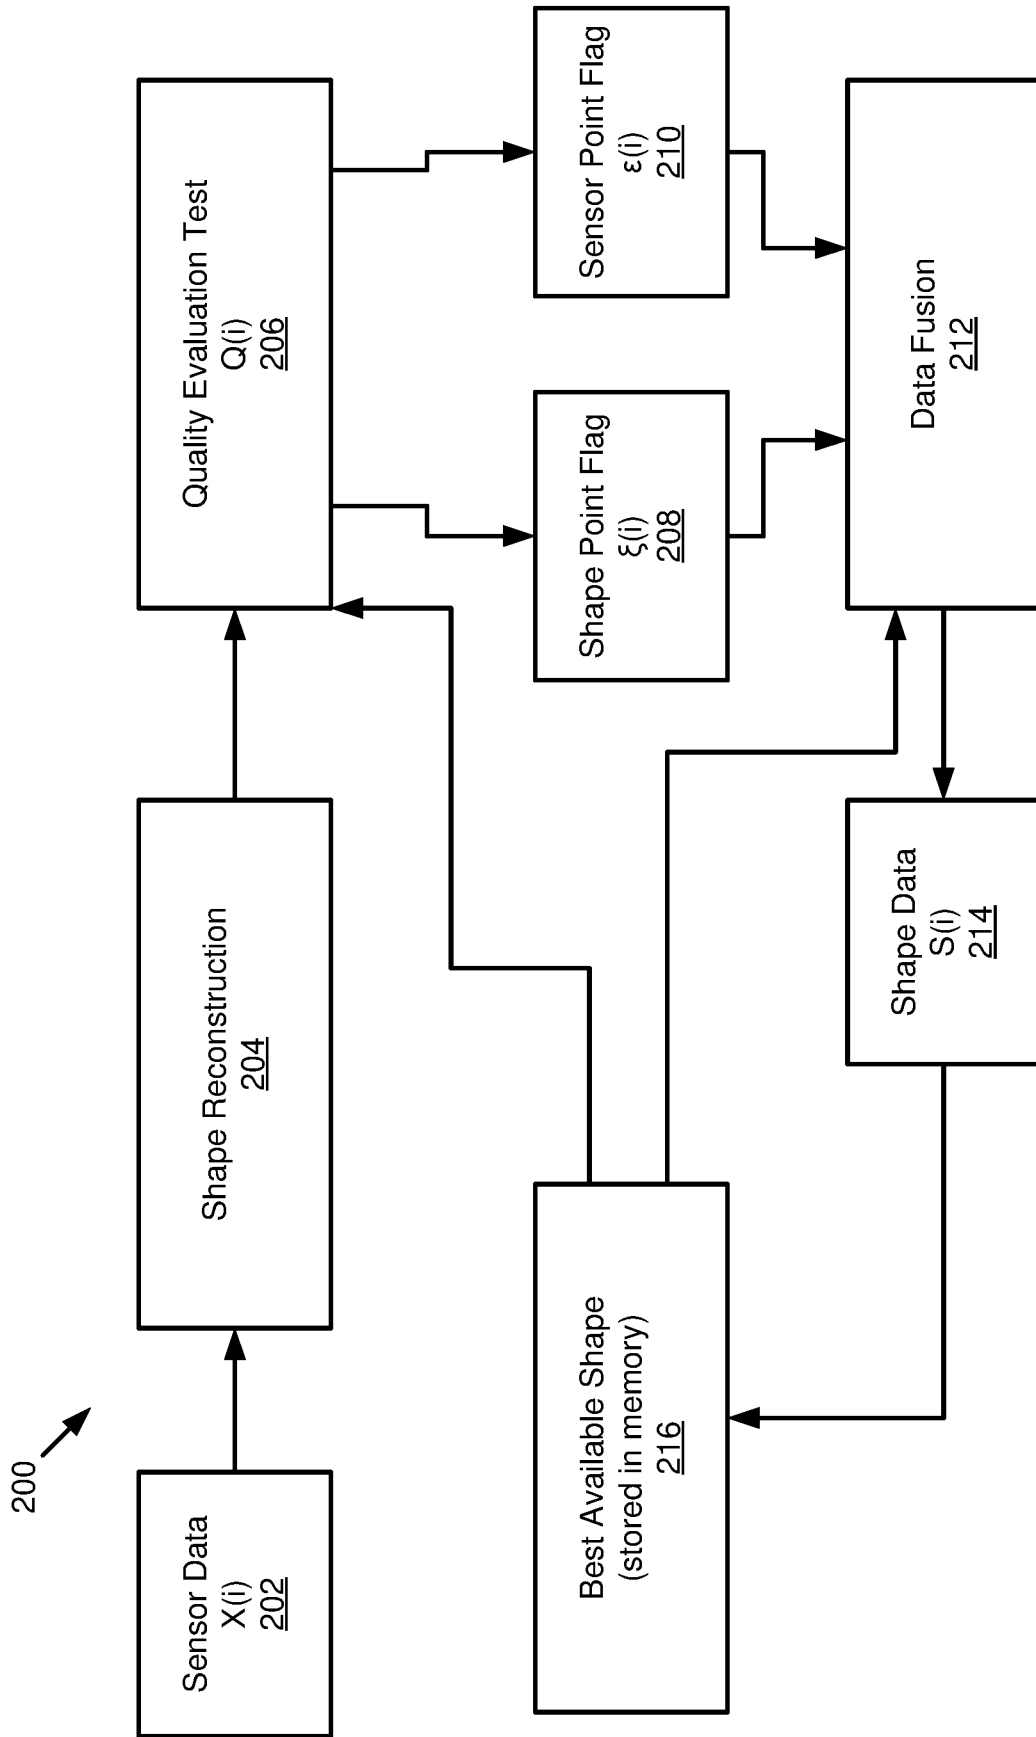 200
Sensor Data
X(i)
202
Shape Reconstruction
204
Quality Evaluation Test
Q(i)
206
Best Available Shape
(stored in memory)
216
Shape Point Flag
ξ(i)
208
Sensor Point Flag
ε(i)
210
Shape Data
S(i)
214
Data Fusion
212